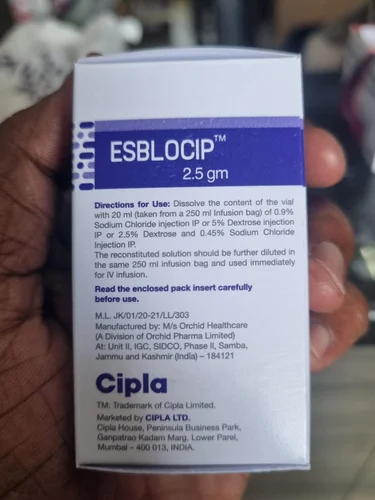 ESBLOCIP™
2.5 gm
Directions for Use: Dissolve the content of the vial
with 20 ml (taken from a 250 ml Infusion bag) of 0.9%
Sodium Chloride injection IP or 5% Dextrose injection
IP or 2.5% Dextrose and 0.45% Sodium Chloride
Injection IP.
The reconstituted solution should be further diluted in
the same 250 ml infusion bag and used immediately
for IV infusion.
Read the enclosed pack insert carefully
before use.
M.L. JK/01/20-21/LL/303
Manufactured by: M/s Orchid Healthcare
(A Division of Orchid Pharma Limited)
At: Unit II, IGC, SIDCO, Phase II, Samba,
Jammu and Kashmir (India) – 184121
Cipla
TM: Trademark of Cipla Limited.
Marketed by CIPLA LTD.
Cipla House, Peninsula Business Park,
Ganpatrao Kadam Marg, Lower Parel,
Mumbai – 400 013, INDIA.